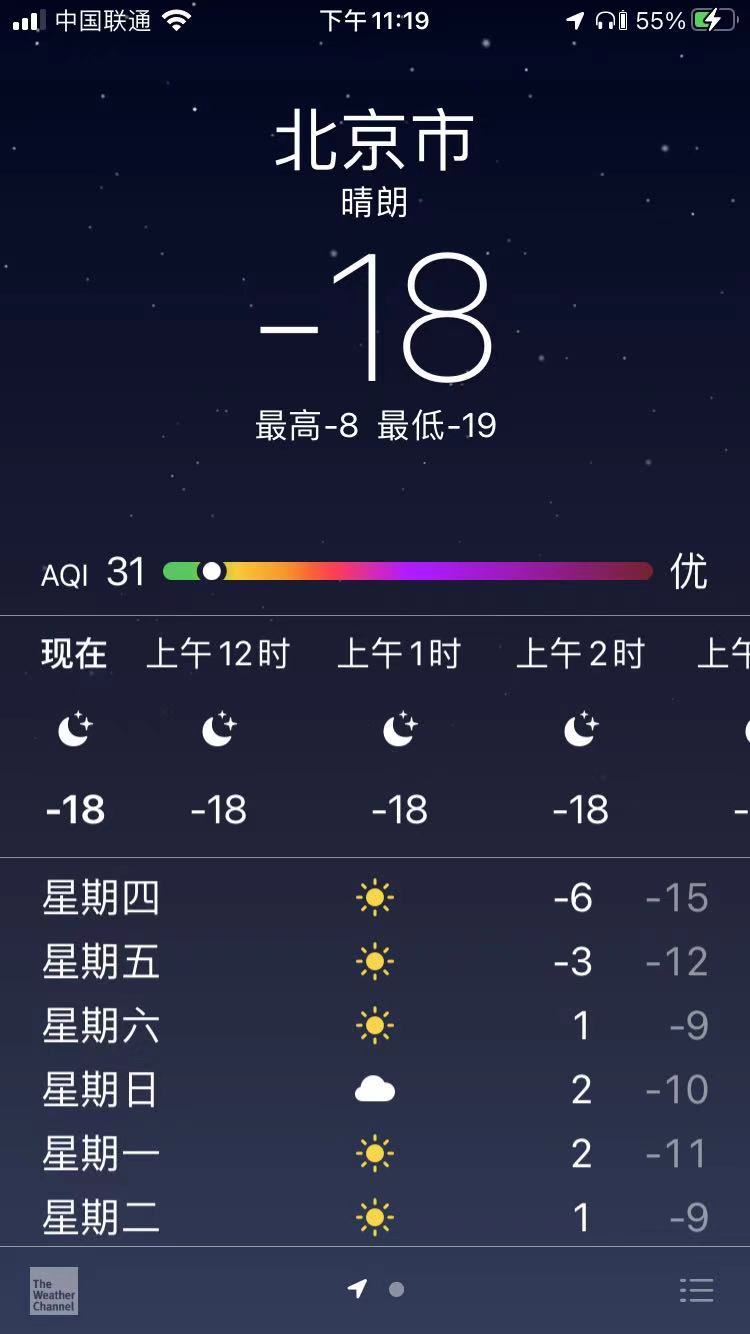 中国联通 下午11:19 55%
北京市
晴朗
-18
最高-8 最低-19
AQI 31 优
现在 上午12时 上午1时 上午2时 上午
-18 -18 -18 -18 -
星期四 -6 -15
星期五 -3 -12
星期六 1 -9
星期日 2 -10
星期一 2 -11
星期二 1 -9
The
Weather
Channel